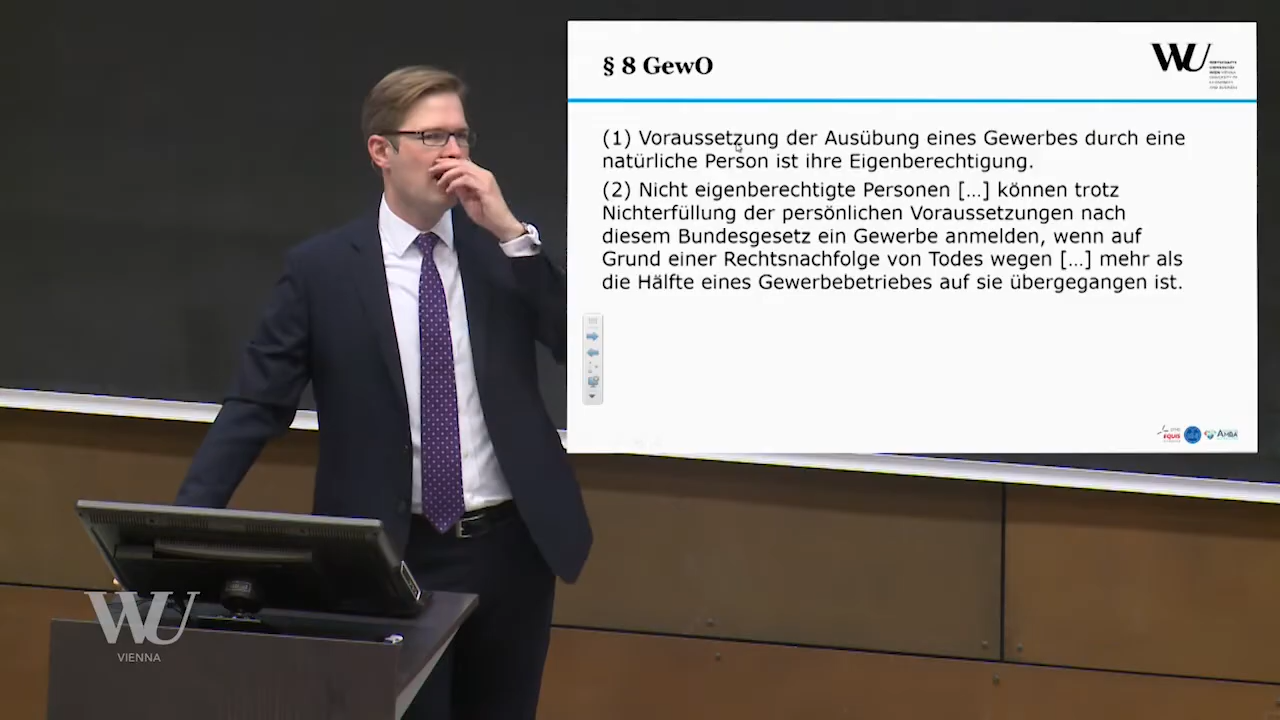 § 8 GewO
WU
(1) Voraussetzung der Ausübung eines Gewerbes durch eine
natürliche Person ist ihre Eigenberechtigung.
(2) Nicht eigenberechtigte Personen […] können trotz
Nichterfüllung der persönlichen Voraussetzungen nach
diesem Bundesgesetz ein Gewerbe anmelden, wenn auf
Grund einer Rechtsnachfolge von Todes wegen […] mehr als
die Hälfte eines Gewerbebetriebes auf sie übergegangen ist.
EQUIS
AMBA
WU
VIENNA